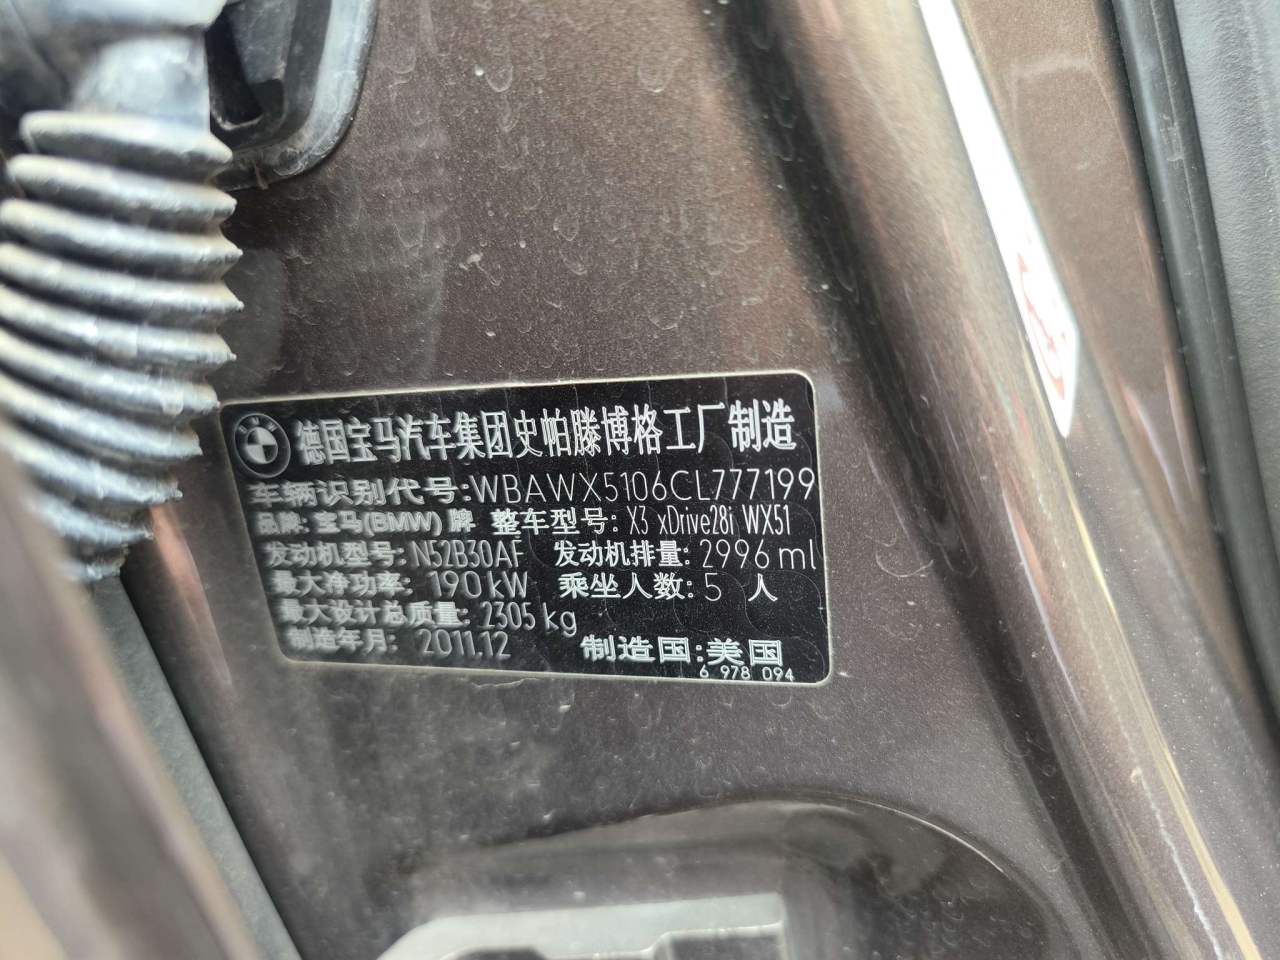 德国宝马汽车集团史帕滕博格工厂制造
车辆识别代号:WBAWX5106CL777199
品牌: 宝马(BMW) 牌 整车型号: X3 xDrive28i WX51
发动机型号: N52B30AF 发动机排量: 2996 ml
最大净功率: 190 kW 乘坐人数: 5 人
最大设计总质量: 2305 kg
制造年月: 2011.12 制造国:美国
6 978 094